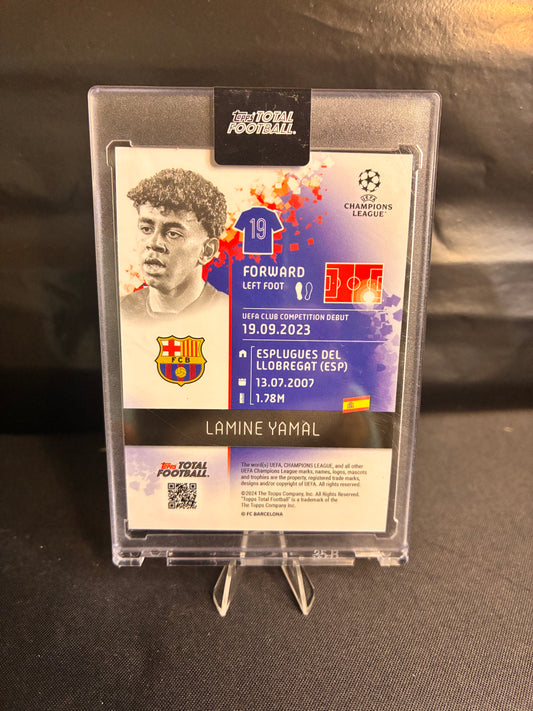 Topps TOTAL
FOOTBALL®
19
UEFA
CHAMPIONS
LEAGUE®
FORWARD
LEFT FOOT
UEFA CLUB COMPETITION DEBUT
19.09.2023
FCB
ESPLUGUES DEL
LLOBREGAT (ESP)
13.07.2007
1.78M
LAMINE YAMAL
Topps TOTAL
FOOTBALL®
The word(s) UEFA, CHAMPIONS LEAGUE, and all other
UEFA Champions League marks, names, logos, mascots
and trophies are the property, registered trade marks,
designs and/or copyright of UEFA. All rights reserved.
©2024 The Topps Company, Inc. All Rights Reserved.
"Topps Total Football" is a trademark of the
The Topps Company Inc.
© FC BARCELONA